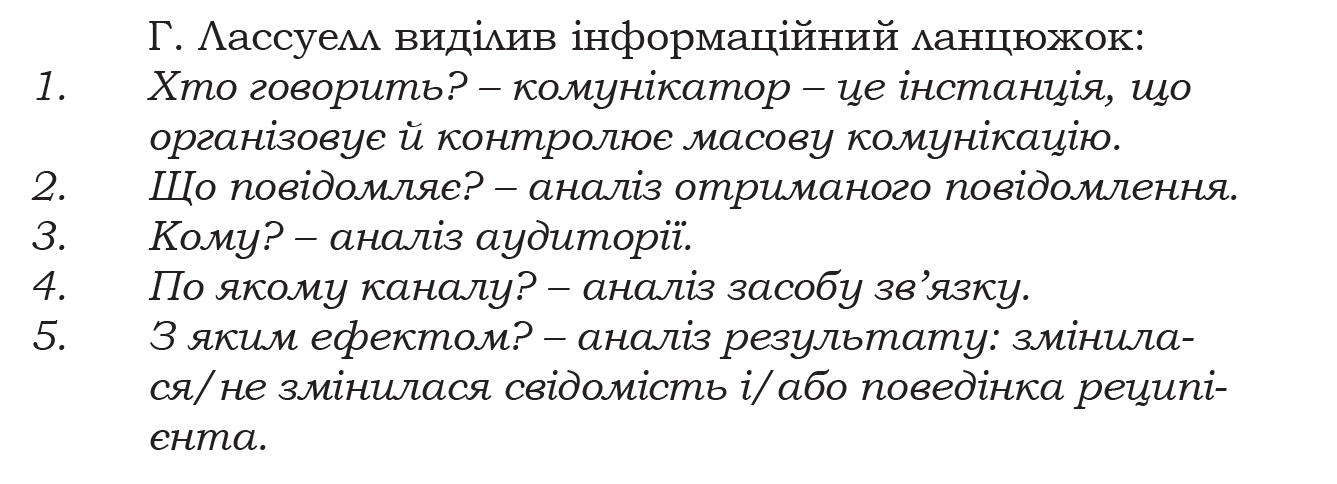 Г. Лассуелл виділив інформаційний ланцюжок:
1. Хто говорить? – комунікатор – це інстанція, що
організовує й контролює масову комунікацію.
2. Що повідомляє? – аналіз отриманого повідомлення.
3. Кому? – аналіз аудиторії.
4. По якому каналу? – аналіз засобу зв’язку.
5. З яким ефектом? – аналіз результату: змінила-
ся/не змінилася свідомість і/або поведінка реципі-
єнта.